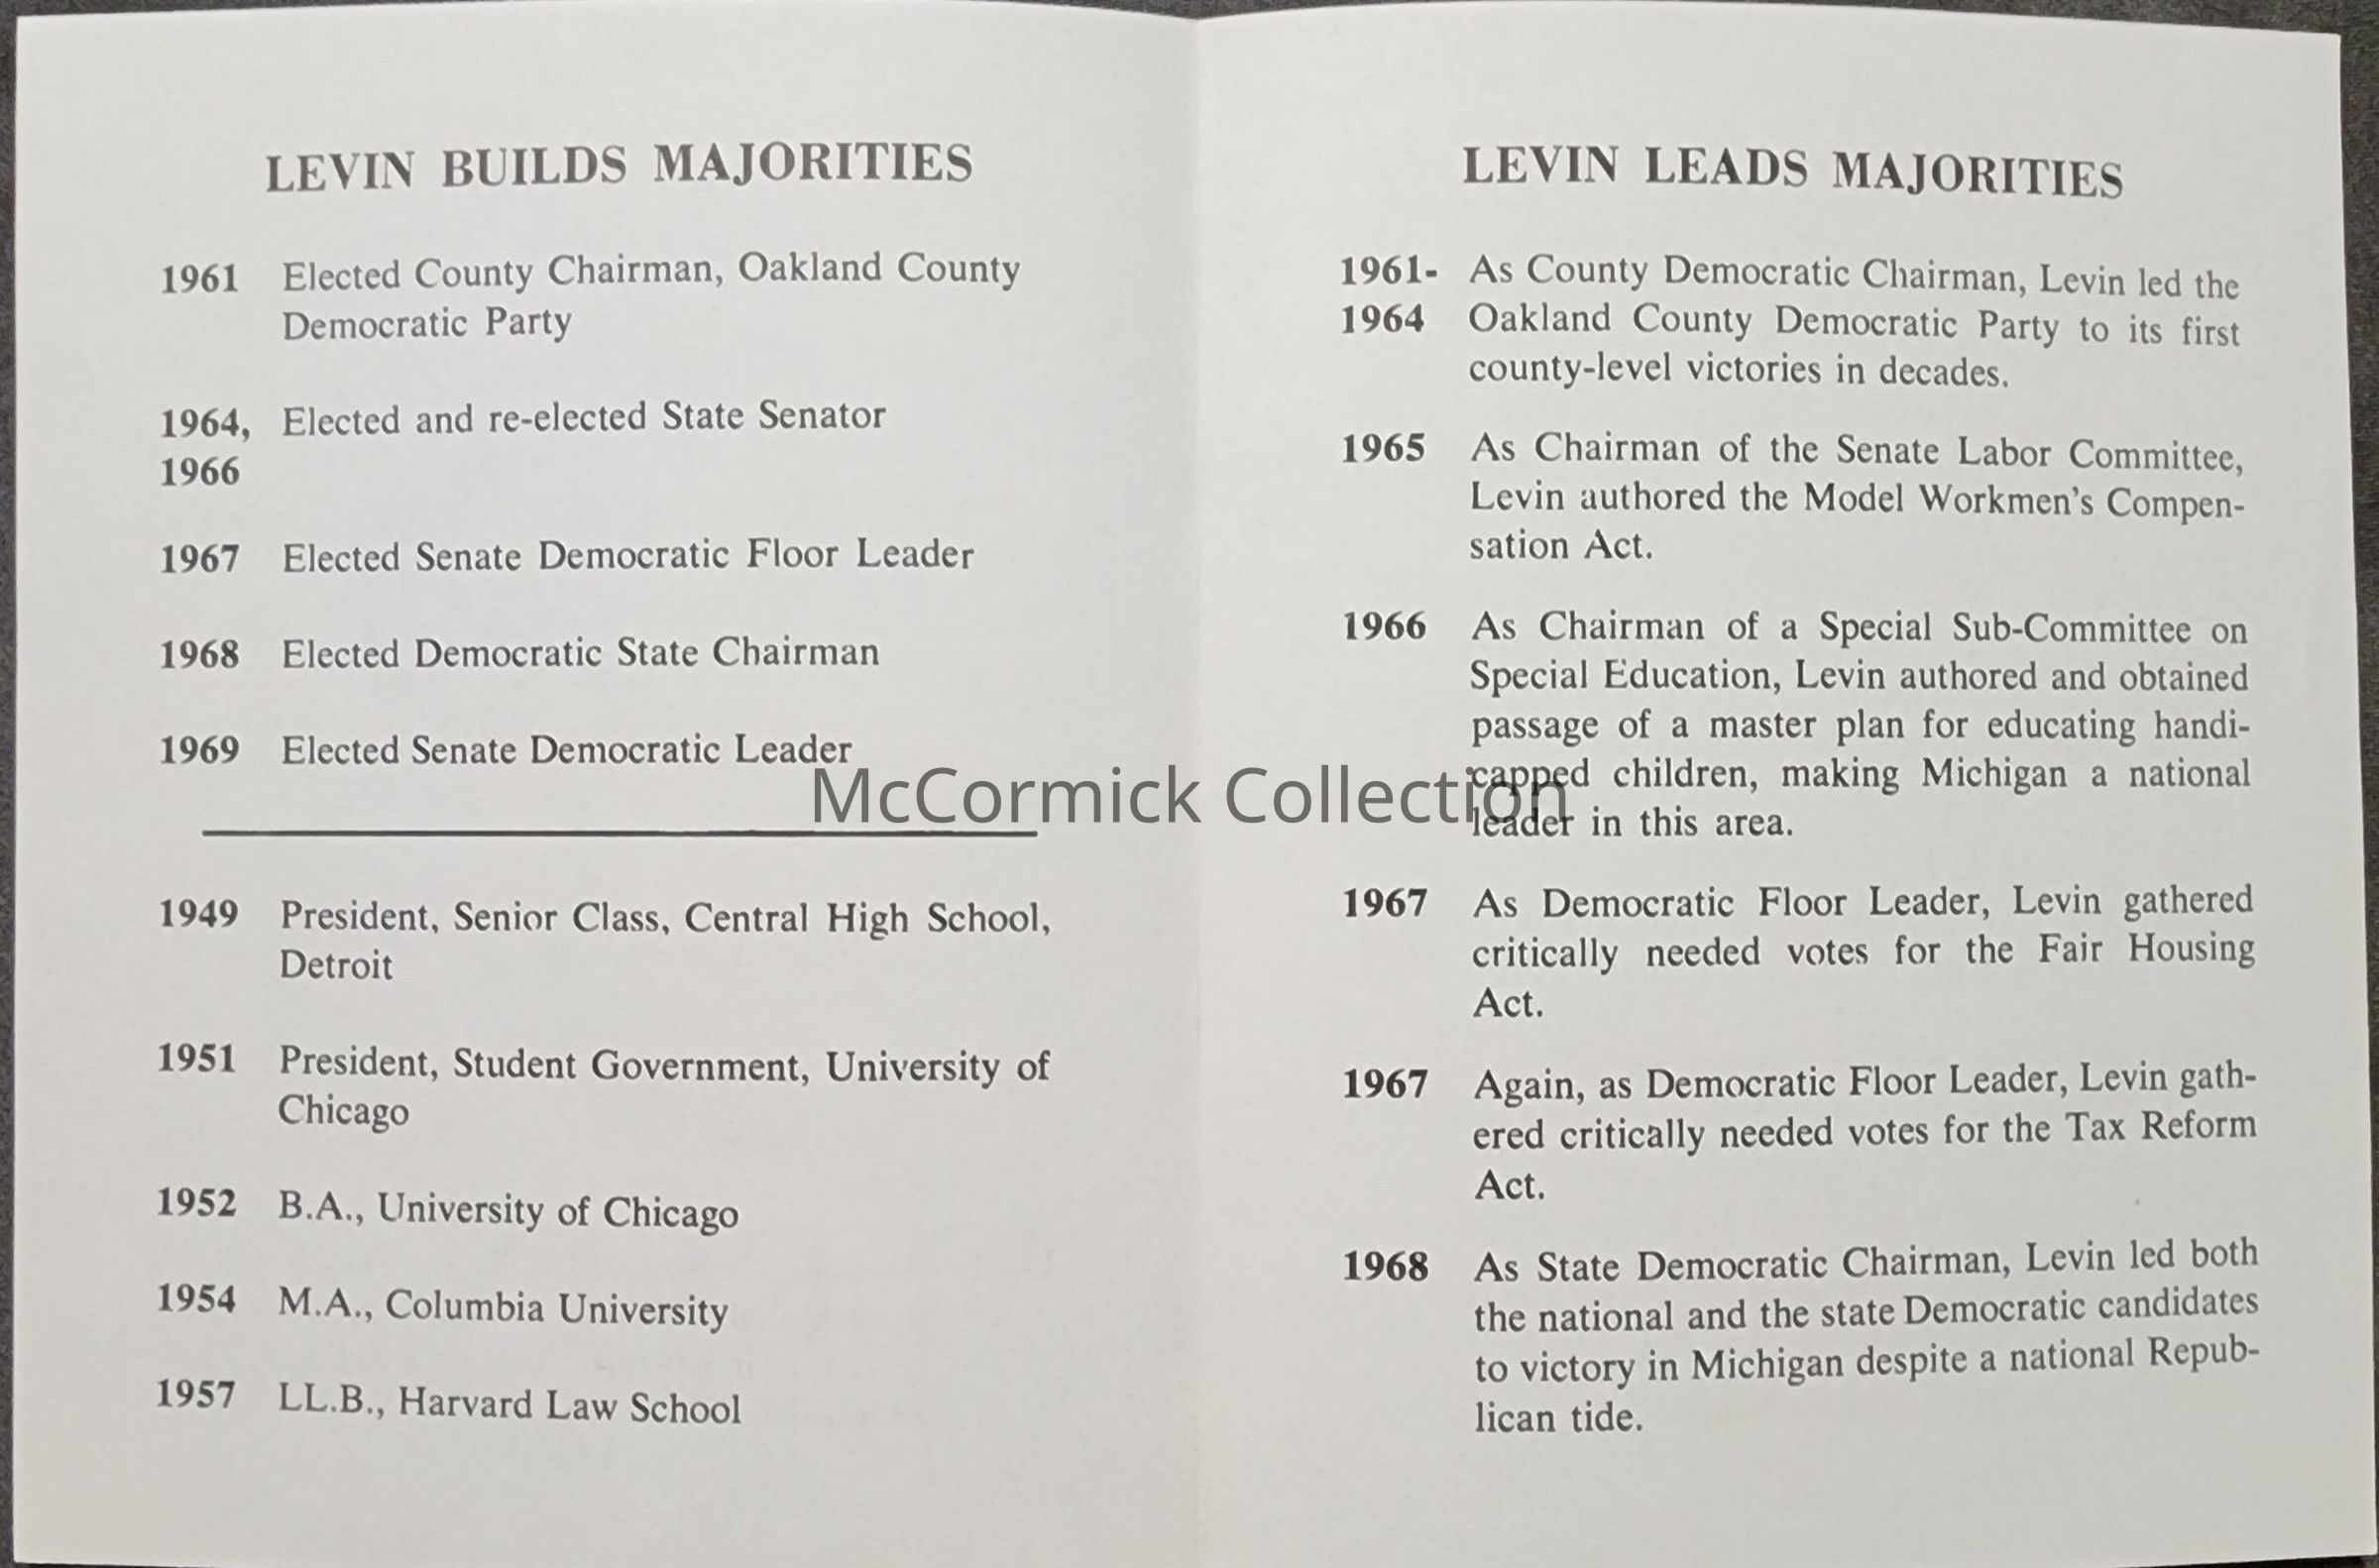 LEVIN BUILDS MAJORITIES
1961 Elected County Chairman, Oakland County
Democratic Party
1964, Elected and re-elected State Senator
1966
1967 Elected Senate Democratic Floor Leader
1968 Elected Democratic State Chairman
1969 Elected Senate Democratic Leader
1949 President, Senior Class, Central High School,
Detroit
1951 President, Student Government, University of
Chicago
1952 B.A., University of Chicago
1954 M.A., Columbia University
1957 LL.B., Harvard Law School
LEVIN LEADS MAJORITIES
1961- As County Democratic Chairman, Levin led the
1964 Oakland County Democratic Party to its first
county-level victories in decades.
1965 As Chairman of the Senate Labor Committee,
Levin authored the Model Workmen's Compen-
sation Act.
1966 As Chairman of a Special Sub-Committee on
Special Education, Levin authored and obtained
passage of a master plan for educating handi-
capped children, making Michigan a national
leader in this area.
1967 As Democratic Floor Leader, Levin gathered
critically needed votes for the Fair Housing
Act.
1967 Again, as Democratic Floor Leader, Levin gath-
ered critically needed votes for the Tax Reform
Act.
1968 As State Democratic Chairman, Levin led both
the national and the state Democratic candidates
to victory in Michigan despite a national Repub-
lican tide.
McCormick Collection